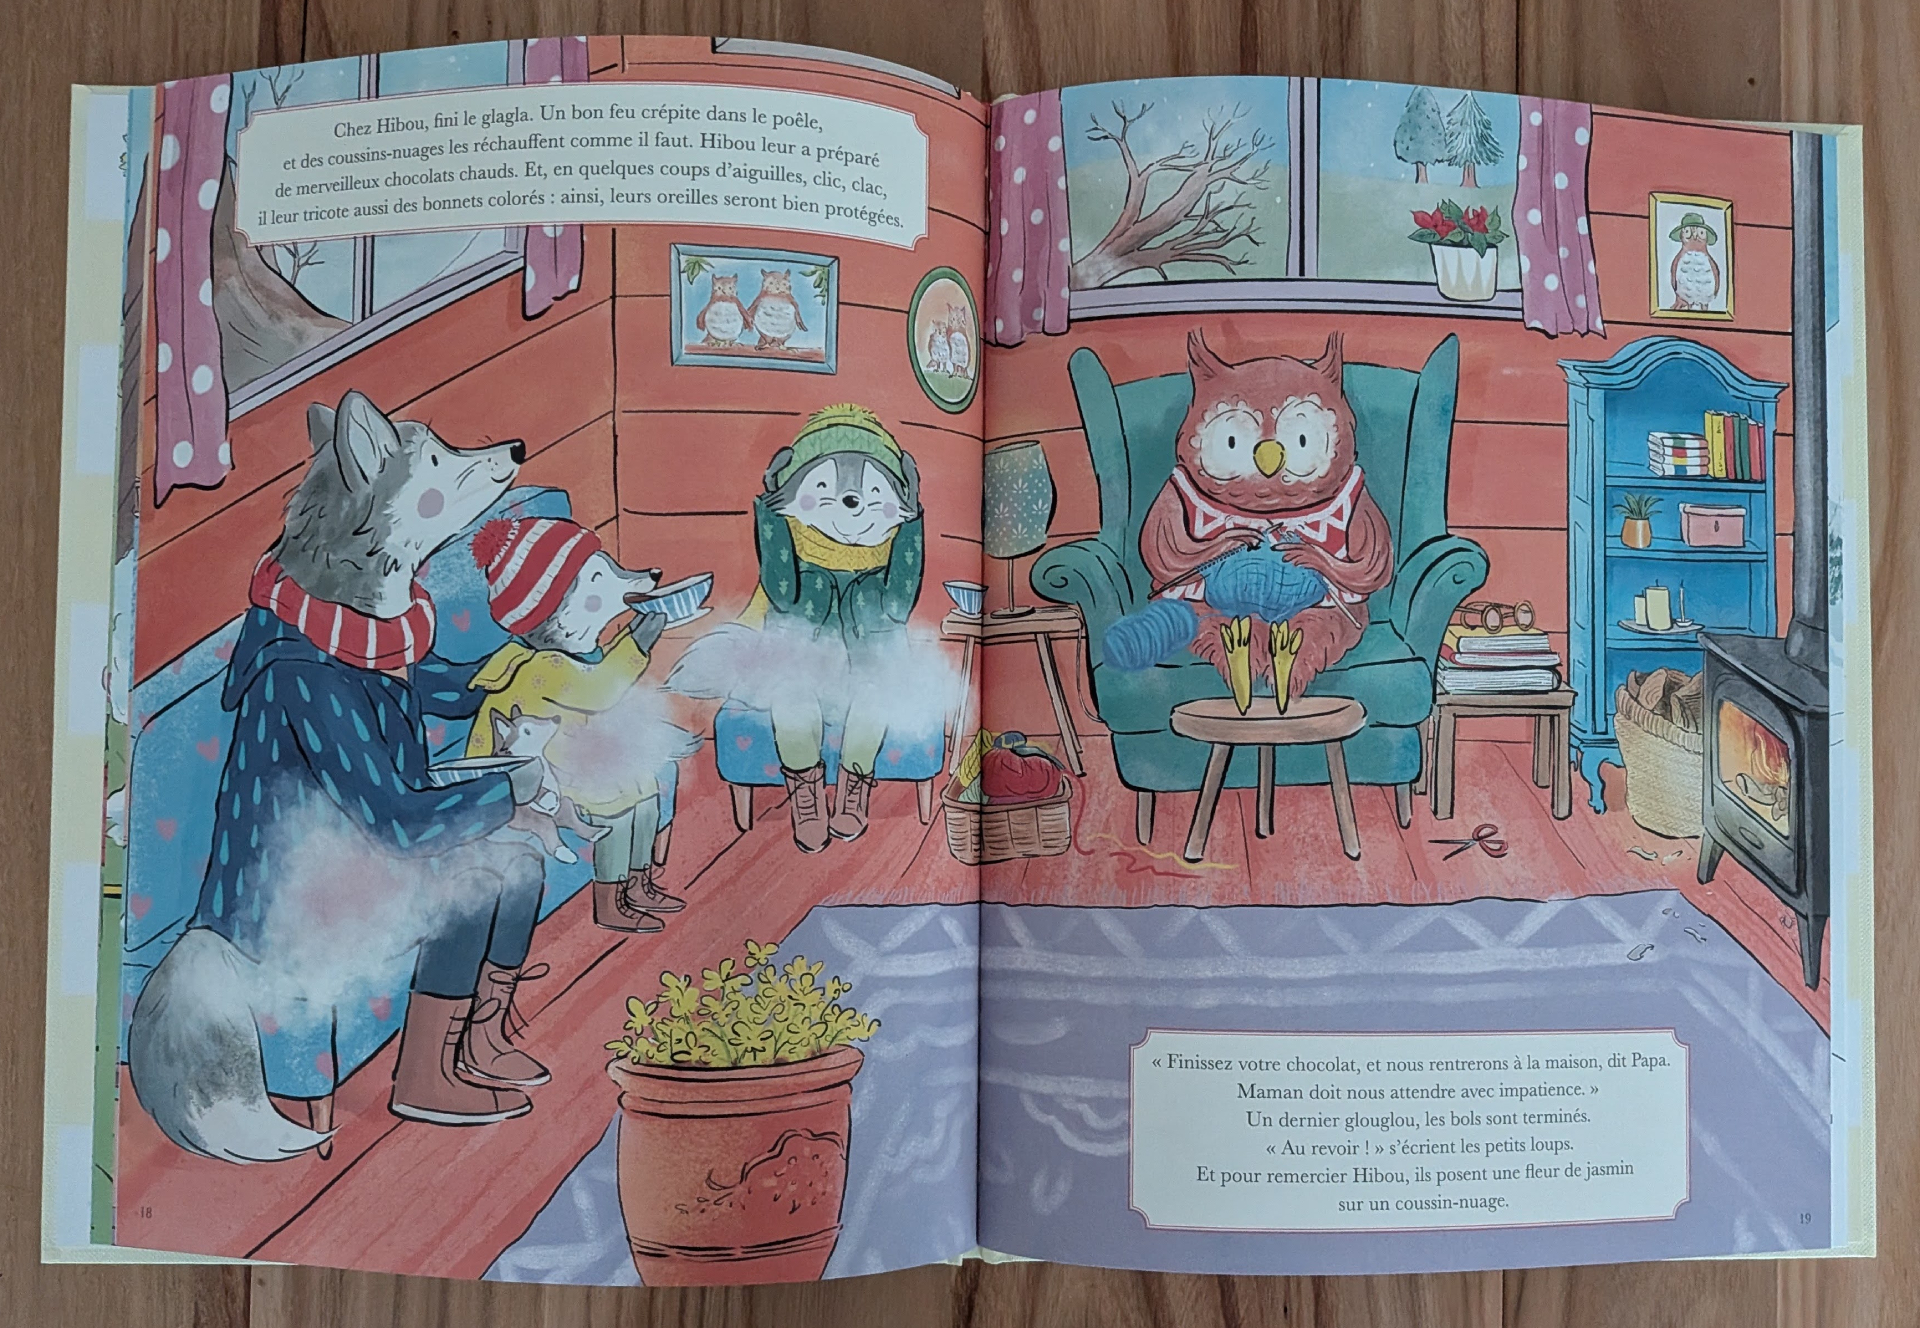 Chez Hibou, fini le glagla. Un bon feu crépite dans le poêle,
et des coussins-nuages les réchauffent comme il faut. Hibou leur a préparé
de merveilleux chocolats chauds. Et, en quelques coups d'aiguilles, clic, clac,
il leur tricote aussi des bonnets colorés : ainsi, leurs oreilles seront bien protégées.
18
« Finissez votre chocolat, et nous rentrerons à la maison, dit Papa.
Maman doit nous attendre avec impatience. »
Un dernier glouglou, les bols sont terminés.
« Au revoir ! » s'écrient les petits loups.
Et pour remercier Hibou, ils posent une fleur de jasmin
sur un coussin-nuage.
19